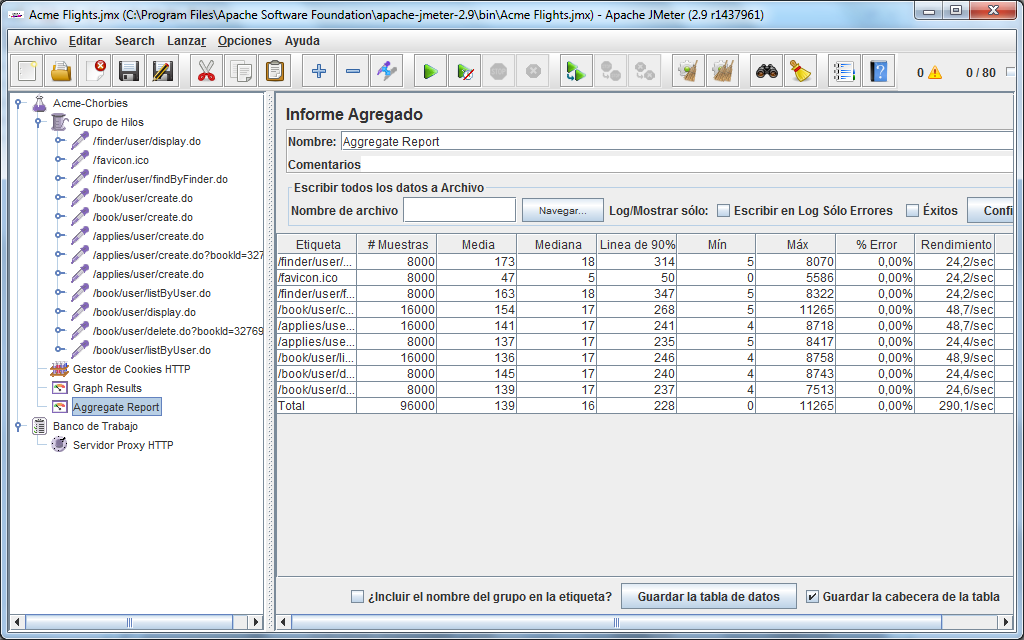 Acme Flights.jmx (C:\Program Files\Apache Software Foundation\apache-jmeter-2.9\bin\Acme Flights.jmx) - Apache JMeter (2.9 r1437961)
Archivo Editar Search Lanzar Opciones Ayuda
0 0 / 80
Acme-Chorbies
Grupo de Hilos
/finder/user/display.do
/favicon.ico
/finder/user/findByFinder.do
/book/user/create.do
/book/user/create.do
/applies/user/create.do
/applies/user/create.do?bookId=327
/applies/user/create.do
/book/user/listByUser.do
/book/user/display.do
/book/user/delete.do?bookId=32769
/book/user/listByUser.do
Gestor de Cookies HTTP
Graph Results
Aggregate Report
Banco de Trabajo
Servidor Proxy HTTP
Informe Agregado
Nombre: Aggregate Report
Comentarios
Escribir todos los datos a Archivo
Nombre de archivo Navegar... Log/Mostrar sólo: Escribir en Log Sólo Errores Éxitos Confi
Etiqueta # Muestras Media Mediana Linea de 90% Mín Máx % Error Rendimiento
/finder/user/... 8000 173 18 314 5 8070 0,00% 24,2/sec
/favicon.ico 8000 47 5 50 0 5586 0,00% 24,2/sec
/finder/user/f... 8000 163 18 347 5 8322 0,00% 24,2/sec
/book/user/c... 16000 154 17 268 5 11265 0,00% 48,7/sec
/applies/use... 16000 141 17 241 4 8718 0,00% 48,7/sec
/applies/use... 8000 137 17 235 5 8417 0,00% 24,4/sec
/book/user/li... 16000 136 17 246 4 8758 0,00% 48,9/sec
/book/user/d... 8000 145 17 240 4 8743 0,00% 24,4/sec
/book/user/d... 8000 139 17 237 4 7513 0,00% 24,6/sec
Total 96000 139 16 228 0 11265 0,00% 290,1/sec
¿Incluir el nombre del grupo en la etiqueta? Guardar la tabla de datos Guardar la cabecera de la tabla